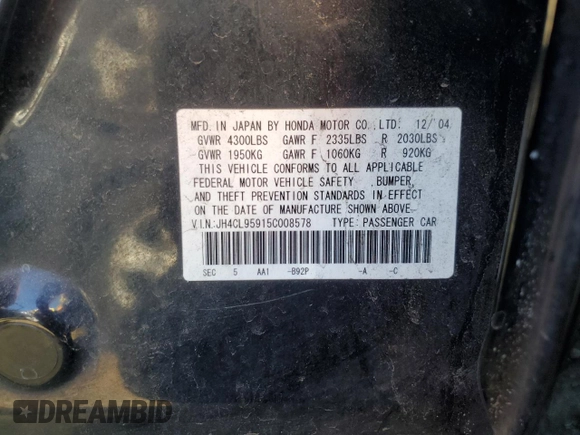 MFD. IN JAPAN BY HONDA MOTOR CO.,LTD. 12/04
GVWR 4300LBS GAWR F 2335LBS R 2030LBS
GVWR 1950KG GAWR F 1060KG R 920KG
THIS VEHICLE CONFORMS TO ALL APPLICABLE
FEDERAL MOTOR VEHICLE SAFETY , BUMPER,
AND THEFT PREVENTION STANDARDS IN EFFECT
ON THE DATE OF MANUFACTURE SHOWN ABOVE.
V.I.N:JH4CL95915C008578 TYPE:PASSENGER CAR
SEC 5 AA1 -B92P -A -C
DREAMBID